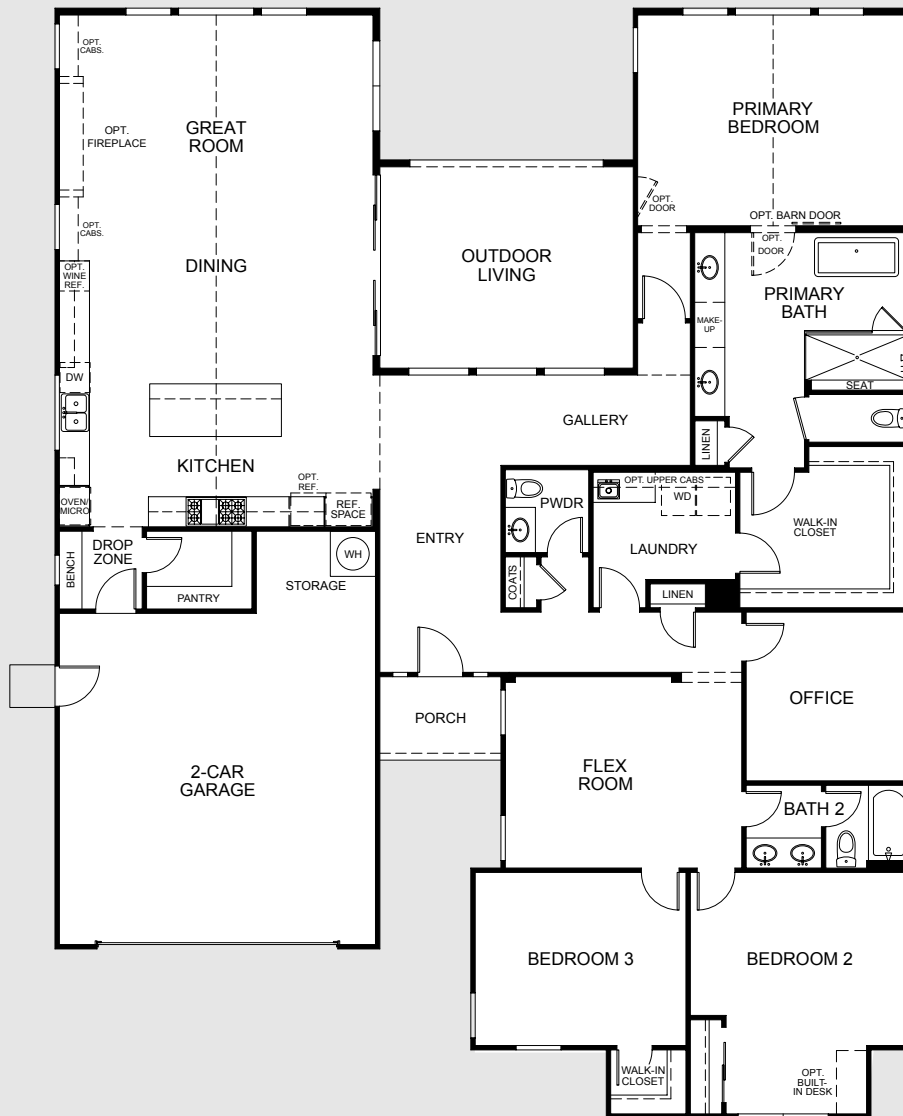 OPT.
CABS.
OPT.
FIREPLACE
GREAT
ROOM
PRIMARY
BEDROOM
OPT.
DOOR
OPT. BARN DOOR
OPT.
DOOR
OPT.
CABS.
DINING
OUTDOOR
LIVING
OPT.
WINE
REF.
PRIMARY
BATH
MAKE-
UP
SEAT
DW
GALLERY
LINEN
KITCHEN
OPT.
REF.
REF.
SPACE
OVEN/
MICRO
PWDR
OPT. UPPER CABS
WD
WALK-IN
CLOSET
ENTRY
LAUNDRY
DROP
ZONE
BENCH
PANTRY
WH
STORAGE
COATS
LINEN
OFFICE
PORCH
2-CAR
GARAGE
FLEX
ROOM
BATH 2
BEDROOM 3
BEDROOM 2
WALK-IN
CLOSET
OPT.
BUILT-
IN DESK